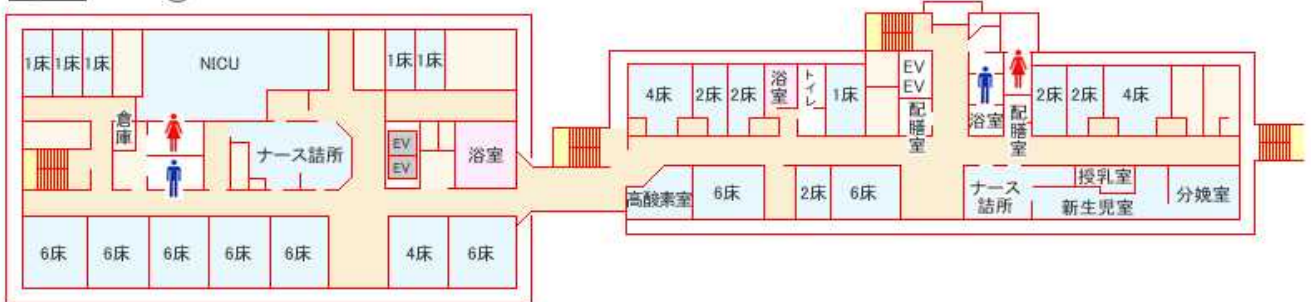 1床
1床
1床
NICU
1床
1床
倉庫
ナース詰所
EV
EV
浴室
6床
6床
6床
6床
6床
4床
6床
4床
2床
2床
浴室
トイレ
1床
EV
EV
配膳室
浴室
配膳室
2床
2床
4床
高酸素室
6床
2床
6床
ナース
詰所
授乳室
新生児室
分娩室